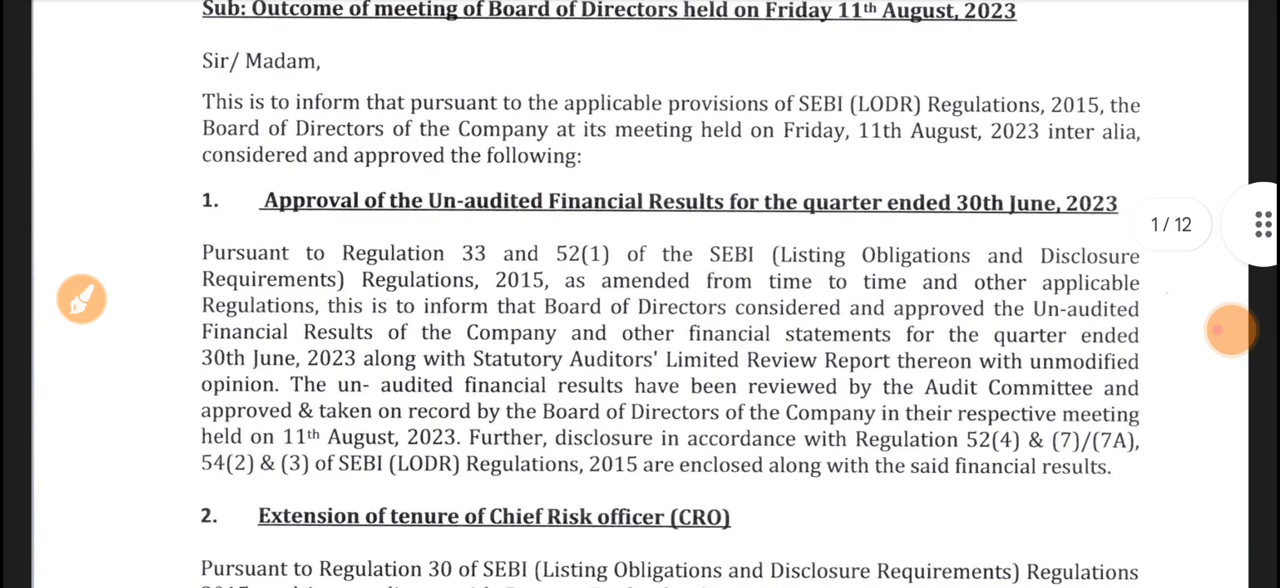 Sub: Outcome of meeting of Board of Directors held on Friday 11th August, 2023
Sir/ Madam,
This is to inform that pursuant to the applicable provisions of SEBI (LODR) Regulations, 2015, the
Board of Directors of the Company at its meeting held on Friday, 11th August, 2023 inter alia,
considered and approved the following:
1. Approval of the Un-audited Financial Results for the quarter ended 30th June, 2023
1 / 12
Pursuant to Regulation 33 and 52(1) of the SEBI (Listing Obligations and Disclosure
Requirements) Regulations, 2015, as amended from time to time and other applicable
Regulations, this is to inform that Board of Directors considered and approved the Un-audited
Financial Results of the Company and other financial statements for the quarter ended
30th June, 2023 along with Statutory Auditors' Limited Review Report thereon with unmodified
opinion. The un- audited financial results have been reviewed by the Audit Committee and
approved & taken on record by the Board of Directors of the Company in their respective meeting
held on 11th August, 2023. Further, disclosure in accordance with Regulation 52(4) & (7)/(7A),
54(2) & (3) of SEBI (LODR) Regulations, 2015 are enclosed along with the said financial results.
2. Extension of tenure of Chief Risk officer (CRO)
Pursuant to Regulation 30 of SEBI (Listing Obligations and Disclosure Requirements) Regulations